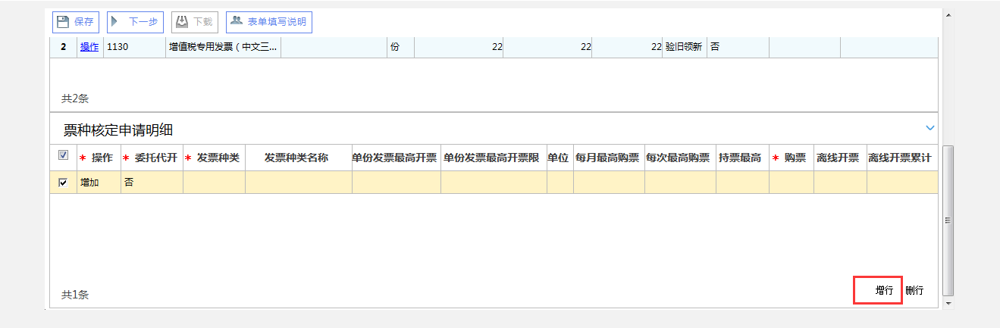 保存 下一步 下载 表单填写说明
2 操作 1130 增值税专用发票（中文三... 份 22 22 22 验旧领新 否
共2条
票种核定申请明细
* 操作 * 委托代开 * 发票种类 发票种类名称 单份发票最高开票 单份发票最高开票限 单位 每月最高购票 每次最高购票 持票最高 * 购票 离线开票 离线开票累计
增加 否
共1条 增行 删行